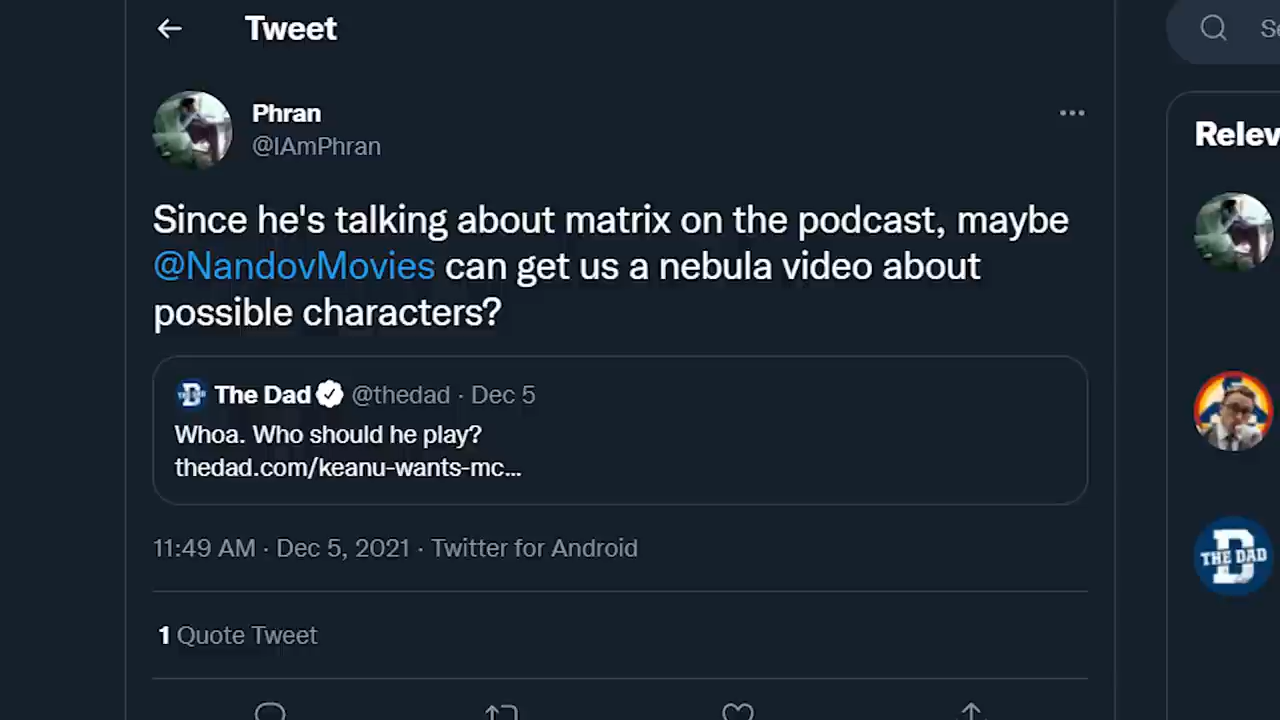 Tweet
Phran
@IAmPhran
Since he's talking about matrix on the podcast, maybe
@NandovMovies can get us a nebula video about
possible characters?
The Dad @thedad · Dec 5
Whoa. Who should he play?
thedad.com/keanu-wants-mc...
11:49 AM · Dec 5, 2021 · Twitter for Android
1 Quote Tweet
Se
Relev
THE DAD